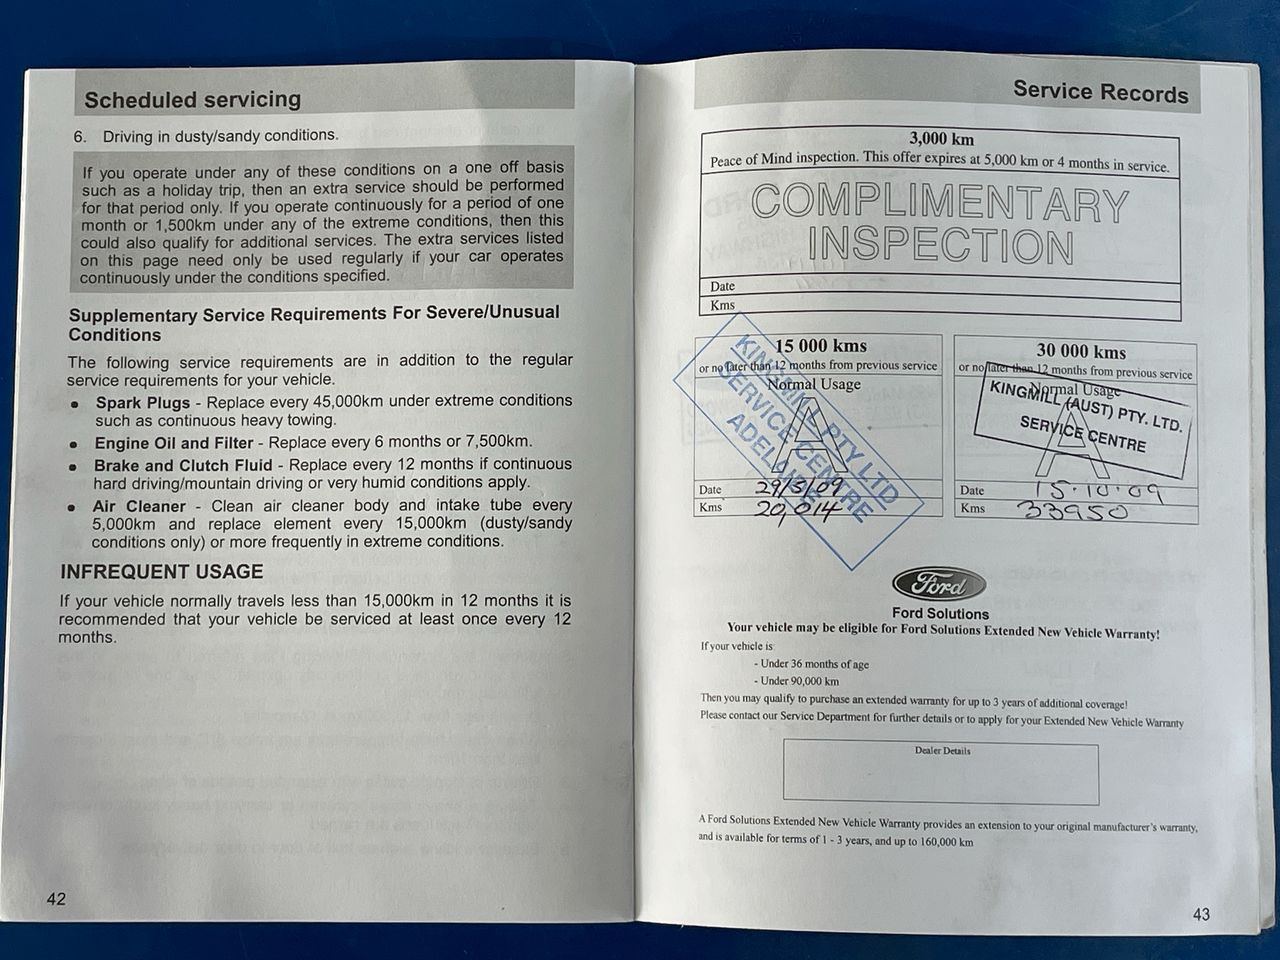 Scheduled servicing
6. Driving in dusty/sandy conditions.
If you operate under any of these conditions on a one off basis
such as a holiday trip, then an extra service should be performed
for that period only. If you operate continuously for a period of one
month or 1,500km under any of the extreme conditions, then this
could also qualify for additional services. The extra services listed
on this page need only be used regularly if your car operates
continuously under the conditions specified.
Supplementary Service Requirements For Severe/Unusual
Conditions
The following service requirements are in addition to the regular
service requirements for your vehicle.
• Spark Plugs - Replace every 45,000km under extreme conditions
such as continuous heavy towing.
• Engine Oil and Filter - Replace every 6 months or 7,500km.
• Brake and Clutch Fluid - Replace every 12 months if continuous
hard driving/mountain driving or very humid conditions apply.
• Air Cleaner - Clean air cleaner body and intake tube every
5,000km and replace element every 15,000km (dusty/sandy
conditions only) or more frequently in extreme conditions.
INFREQUENT USAGE
If your vehicle normally travels less than 15,000km in 12 months it is
recommended that your vehicle be serviced at least once every 12
months.
42
Service Records
3,000 km
Peace of Mind inspection. This offer expires at 5,000 km or 4 months in service.
COMPLIMENTARY
INSPECTION
Date
Kms
15 000 kms
or no later than 12 months from previous service
Normal Usage
A
KINGMILL PTY LTD
SERVICE CENTRE
ADELAIDE
Date 29/3/09
Kms 20,014
30 000 kms
or no later than 12 months from previous service
Normal Usage
A
KINGMILL (AUST) PTY. LTD.
SERVICE CENTRE
Date 15.10.09
Kms 33950
Ford
Ford Solutions
Your vehicle may be eligible for Ford Solutions Extended New Vehicle Warranty!
If your vehicle is:
- Under 36 months of age
- Under 90,000 km
Then you may qualify to purchase an extended warranty for up to 3 years of additional coverage!
Please contact our Service Department for further details or to apply for your Extended New Vehicle Warranty
Dealer Details
A Ford Solutions Extended New Vehicle Warranty provides an extension to your original manufacturer's warranty,
and is available for terms of 1 - 3 years, and up to 160,000 km
43